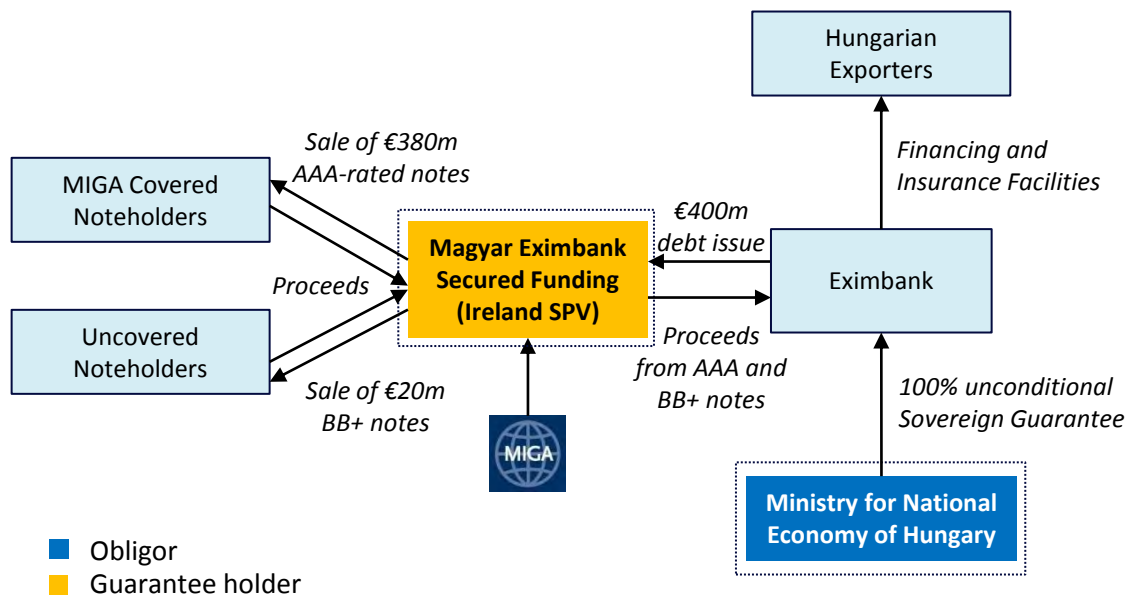 Hungarian
Exporters
Sale of €380m
AAA-rated notes
Financing and
Insurance Facilities
MIGA Covered
Noteholders
€400m
debt issue
Magyar Eximbank
Secured Funding
(Ireland SPV)
Proceeds
Eximbank
Uncovered
Noteholders
Proceeds
from AAA and
BB+ notes
Sale of €20m
BB+ notes
100% unconditional
Sovereign Guarantee
MIGA
Ministry for National
Economy of Hungary
Obligor
Guarantee holder